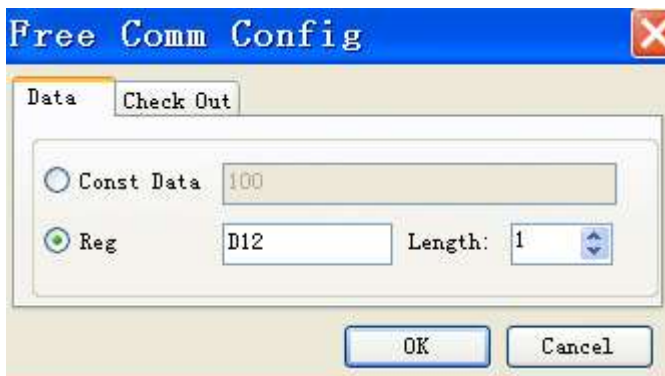 Free Comm Config
Data Check Out
Const Data 100
Reg D12 Length: 1
OK Cancel